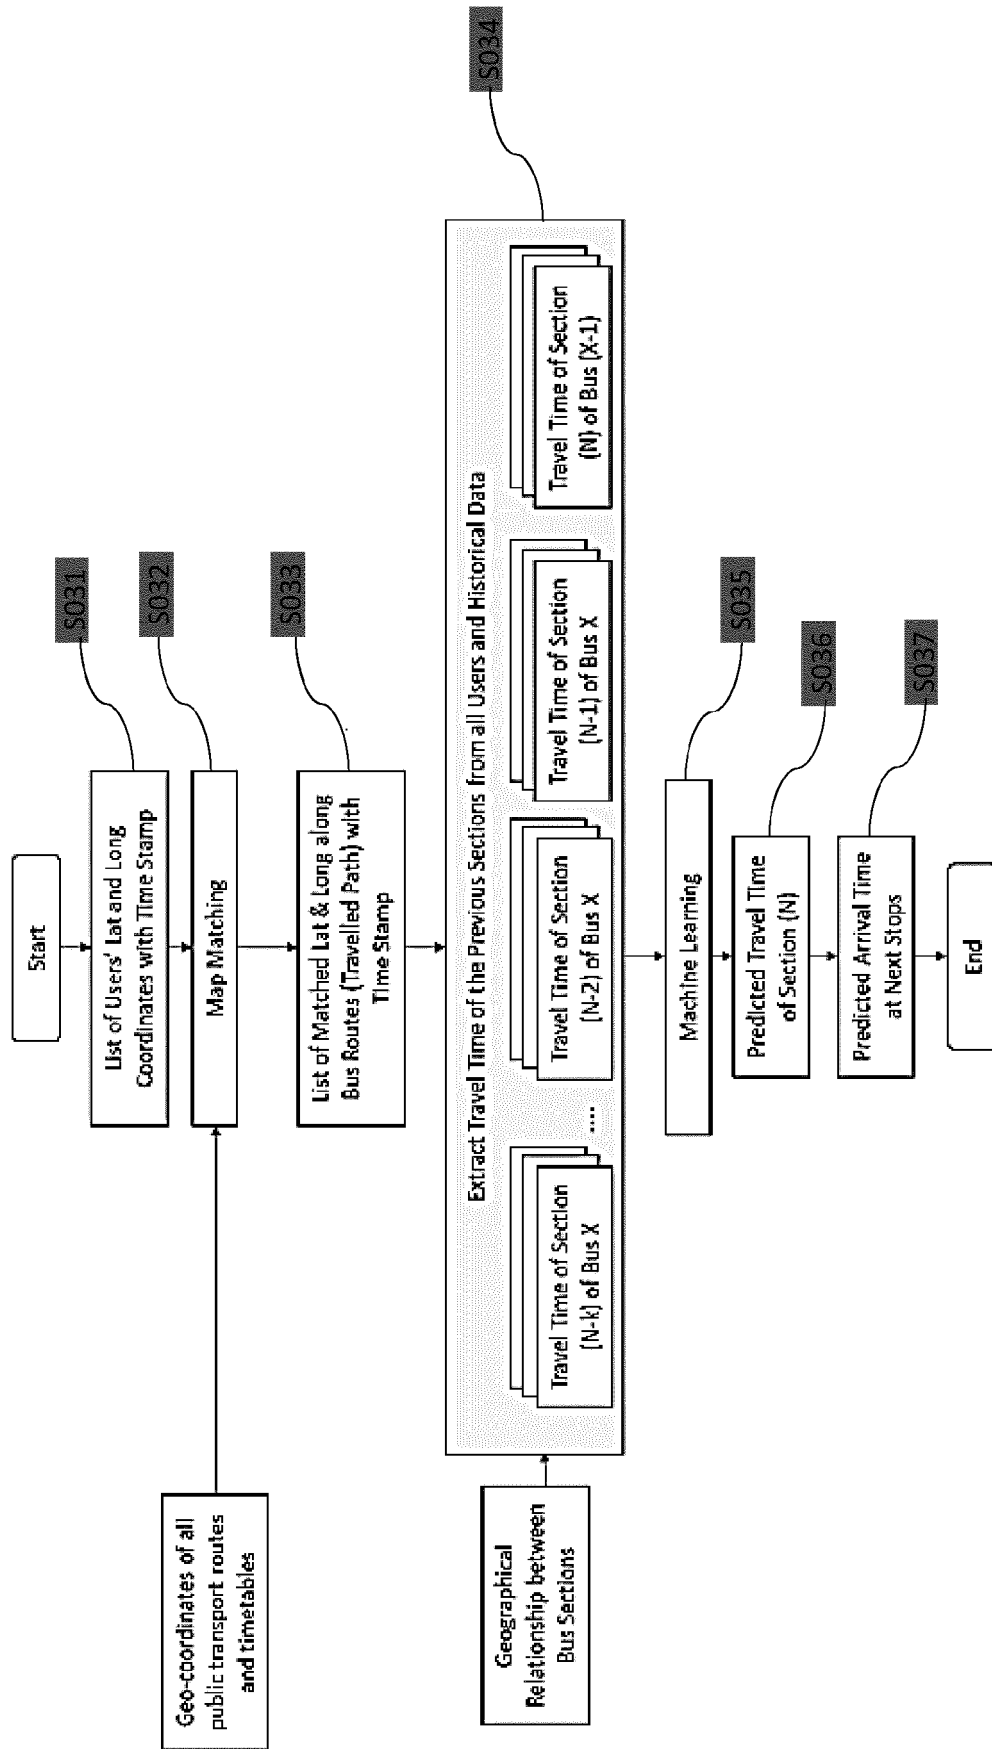 Start
List of Users' Lat and Long
Coordinates with Time Stamp
S031
Geo-coordinates of all
public transport routes
and timetables
Map Matching
S032
List of Matched Lat & Long along
Bus Routes (Travelled Path) with
Time Stamp
S033
Geographical
Relationship between
Bus Sections
Extract Travel Time of the Previous Sections from all Users and Historical Data
S034
Travel Time of Section
(N-k) of Bus X
....
Travel Time of Section
(N-2) of Bus X
Travel Time of Section
(N-1) of Bus X
Travel Time of Section
(N) of Bus (X-1)
Machine Learning
S035
Predicted Travel Time
of Section (N)
S036
Predicted Arrival Time
at Next Stops
S037
End